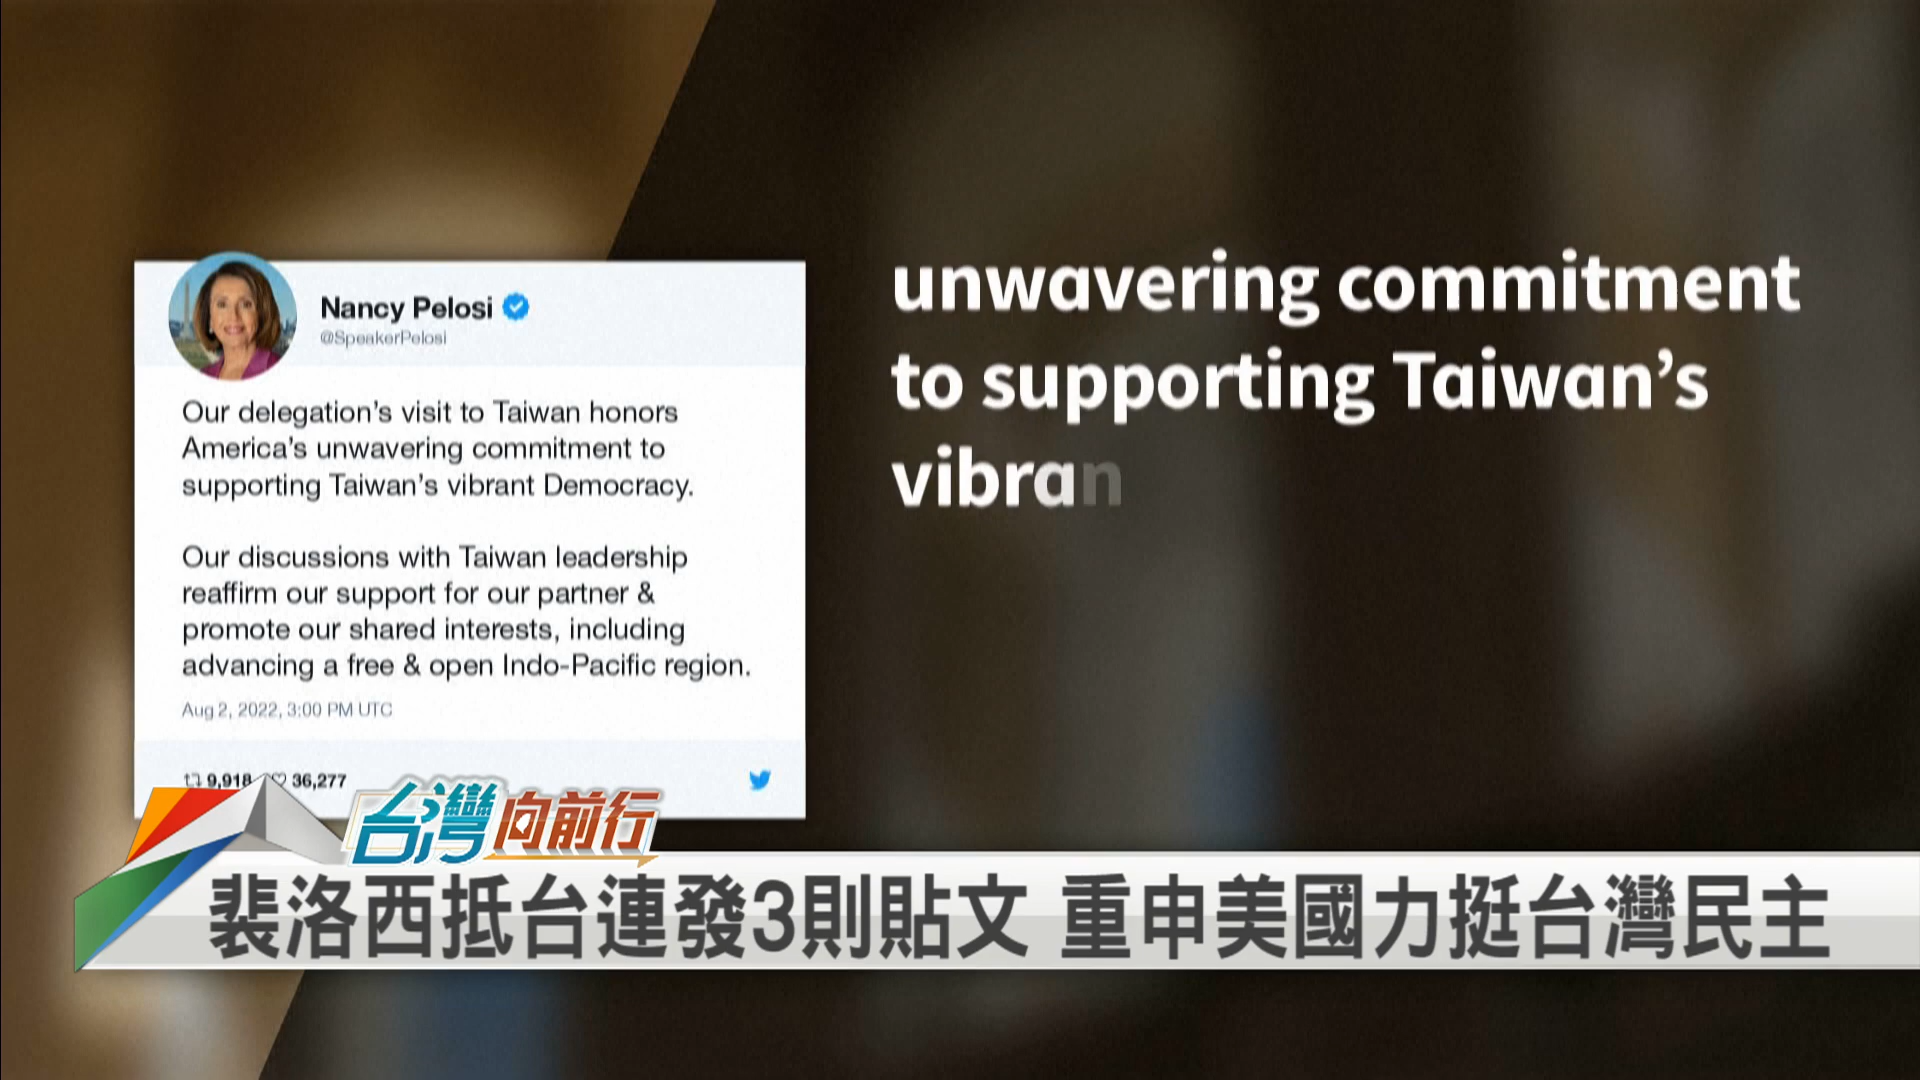 Nancy Pelosi
@SpeakerPelosi
Our delegation's visit to Taiwan honors
America's unwavering commitment to
supporting Taiwan's vibrant Democracy.
Our discussions with Taiwan leadership
reaffirm our support for our partner &
promote our shared interests, including
advancing a free & open Indo-Pacific region.
Aug 2, 2022, 3:00 PM UTC
9,918 36,277
unwavering commitment
to supporting Taiwan's
vibran
台灣向前行
裴洛西抵台連發3則貼文 重申美國力挺台灣民主